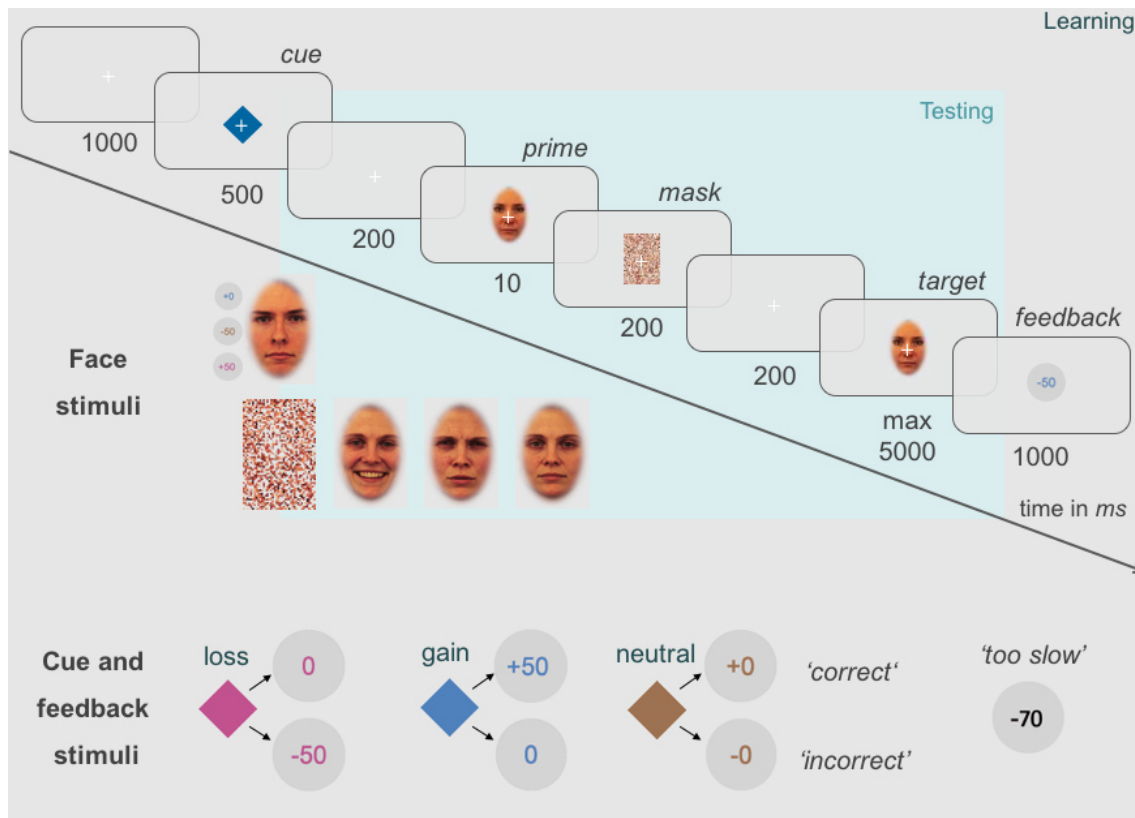 Learning
cue
1000
Testing
500
prime
200
mask
10
target
200
feedback
200
-50
max
5000
1000
time in ms
Face
stimuli
+0
-50
+50
Cue and
feedback
stimuli
loss
0
-50
gain
+50
0
neutral
+0
-0
‘correct‘
‘incorrect’
‘too slow’
-70